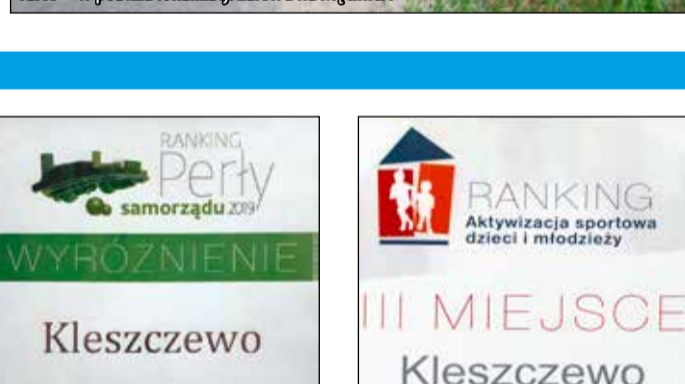 RANKING
Perły
samorządu 2019
WYRÓŻNIENIE
Kleszczewo
RANKING
Aktywizacja sportowa
dzieci i młodzieży
III MIEJSCE
Kleszczewo